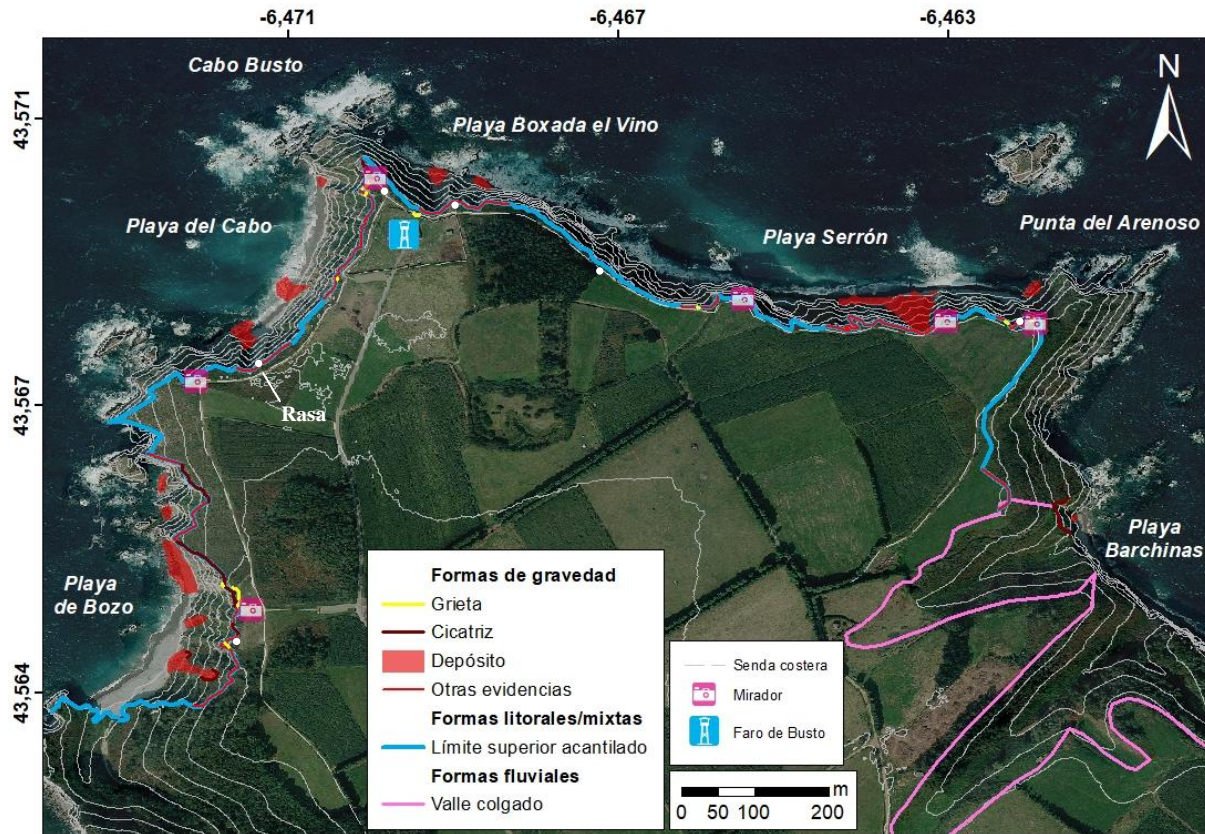 -6,471
-6,467
-6,463
43,571
43,567
43,564
Cabo Busto
Playa Boxada el Vino
N
Playa del Cabo
Playa Serrón
Punta del Arenoso
Rasa
Playa
Barchinas
Playa
de Bozo
Formas de gravedad
Grieta
Cicatriz
Depósito
Otras evidencias
Formas litorales/mixtas
Límite superior acantilado
Formas fluviales
Valle colgado
Senda costera
Mirador
Faro de Busto
m
0 50 100 200